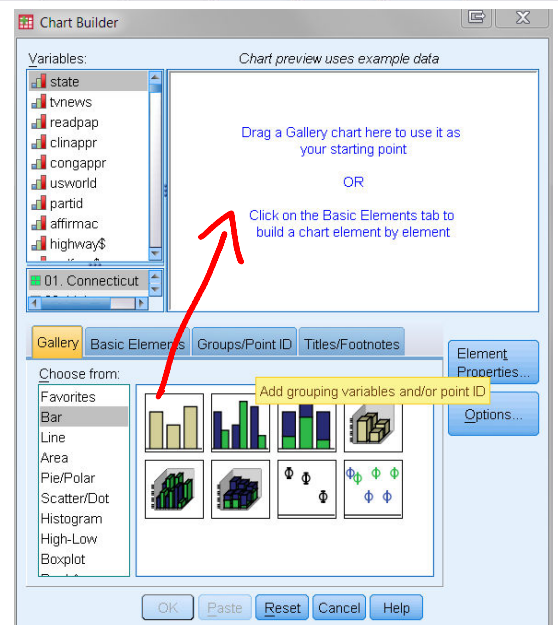 Chart Builder
Variables:
Chart preview uses example data
state
tvnews
readpap
clinappr
congappr
usworld
partid
affirmac
highway$
01. Connecticut
Drag a Gallery chart here to use it as
your starting point
OR
Click on the Basic Elements tab to
build a chart element by element
Gallery
Basic Elements
Groups/Point ID
Titles/Footnotes
Element
Properties...
Options...
Choose from:
Favorites
Bar
Line
Area
Pie/Polar
Scatter/Dot
Histogram
High-Low
Boxplot
Add grouping variables and/or point ID
OK
Paste
Reset
Cancel
Help